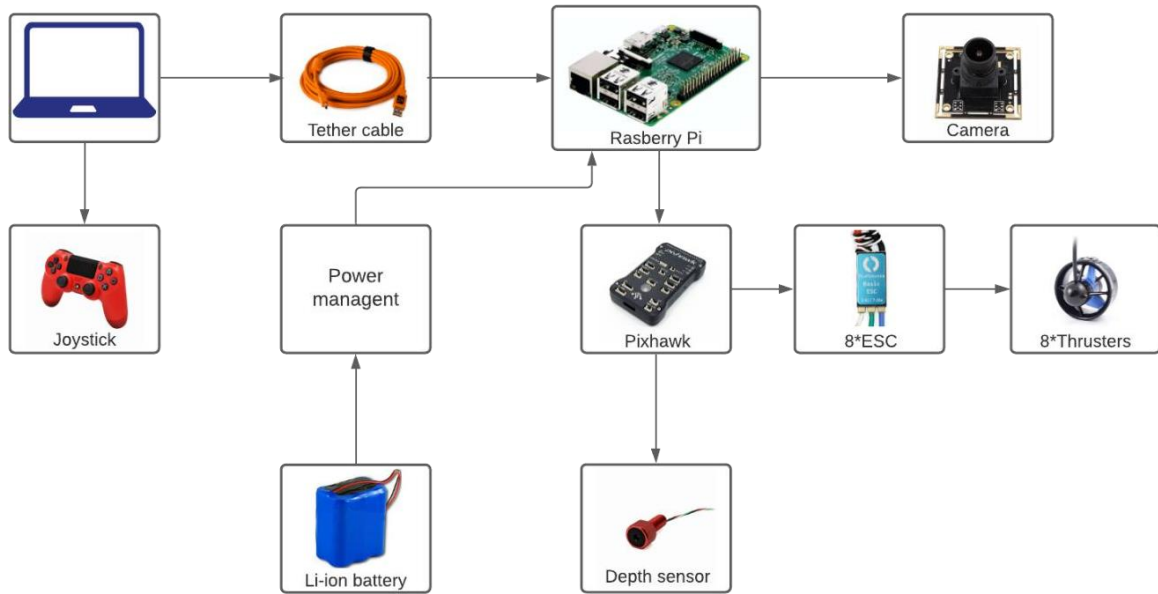 Tether cable
Rasberry Pi
Camera
Joystick
Power
managent
Pixhawk
8*ESC
8*Thrusters
Li-ion battery
Depth sensor